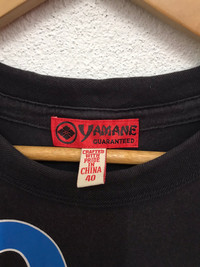 YAMANE
GUARANTEED
CRAFTED
WITH
PRIDE
IN
CHINA
40